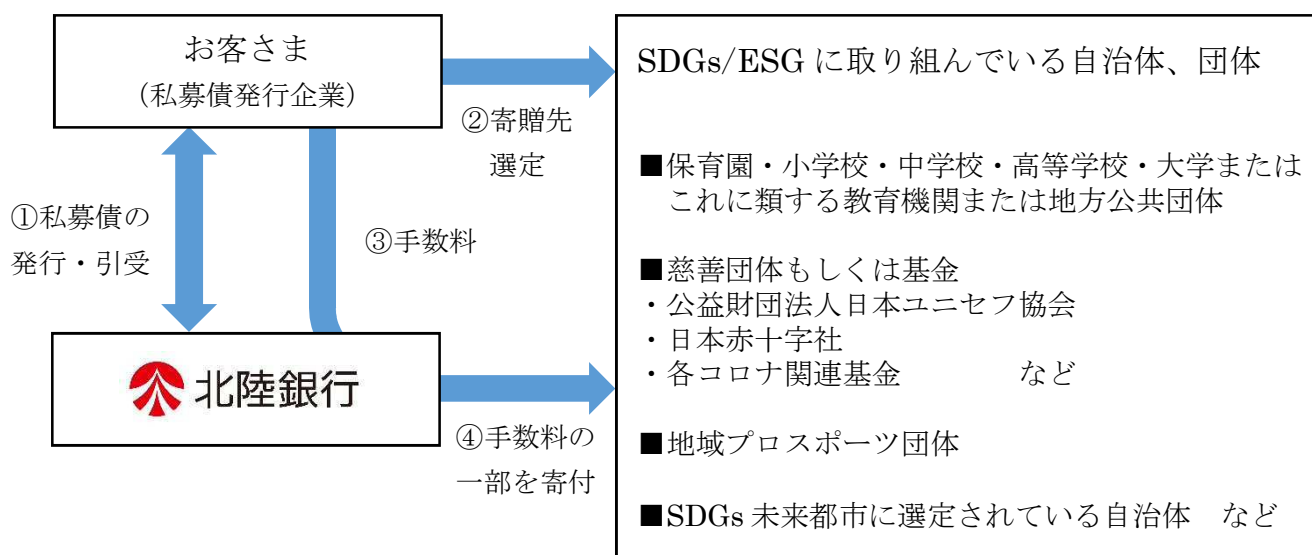 お客さま
（私募債発行企業）
①私募債の
発行・引受
②寄贈先
選定
③手数料
北陸銀行
④手数料の
一部を寄付
SDGs/ESG に取り組んでいる自治体、団体
■保育園・小学校・中学校・高等学校・大学または
これに類する教育機関または地方公共団体
■慈善団体もしくは基金
・公益財団法人日本ユニセフ協会
・日本赤十字社
・各コロナ関連基金　　　　など
■地域プロスポーツ団体
■SDGs 未来都市に選定されている自治体　など